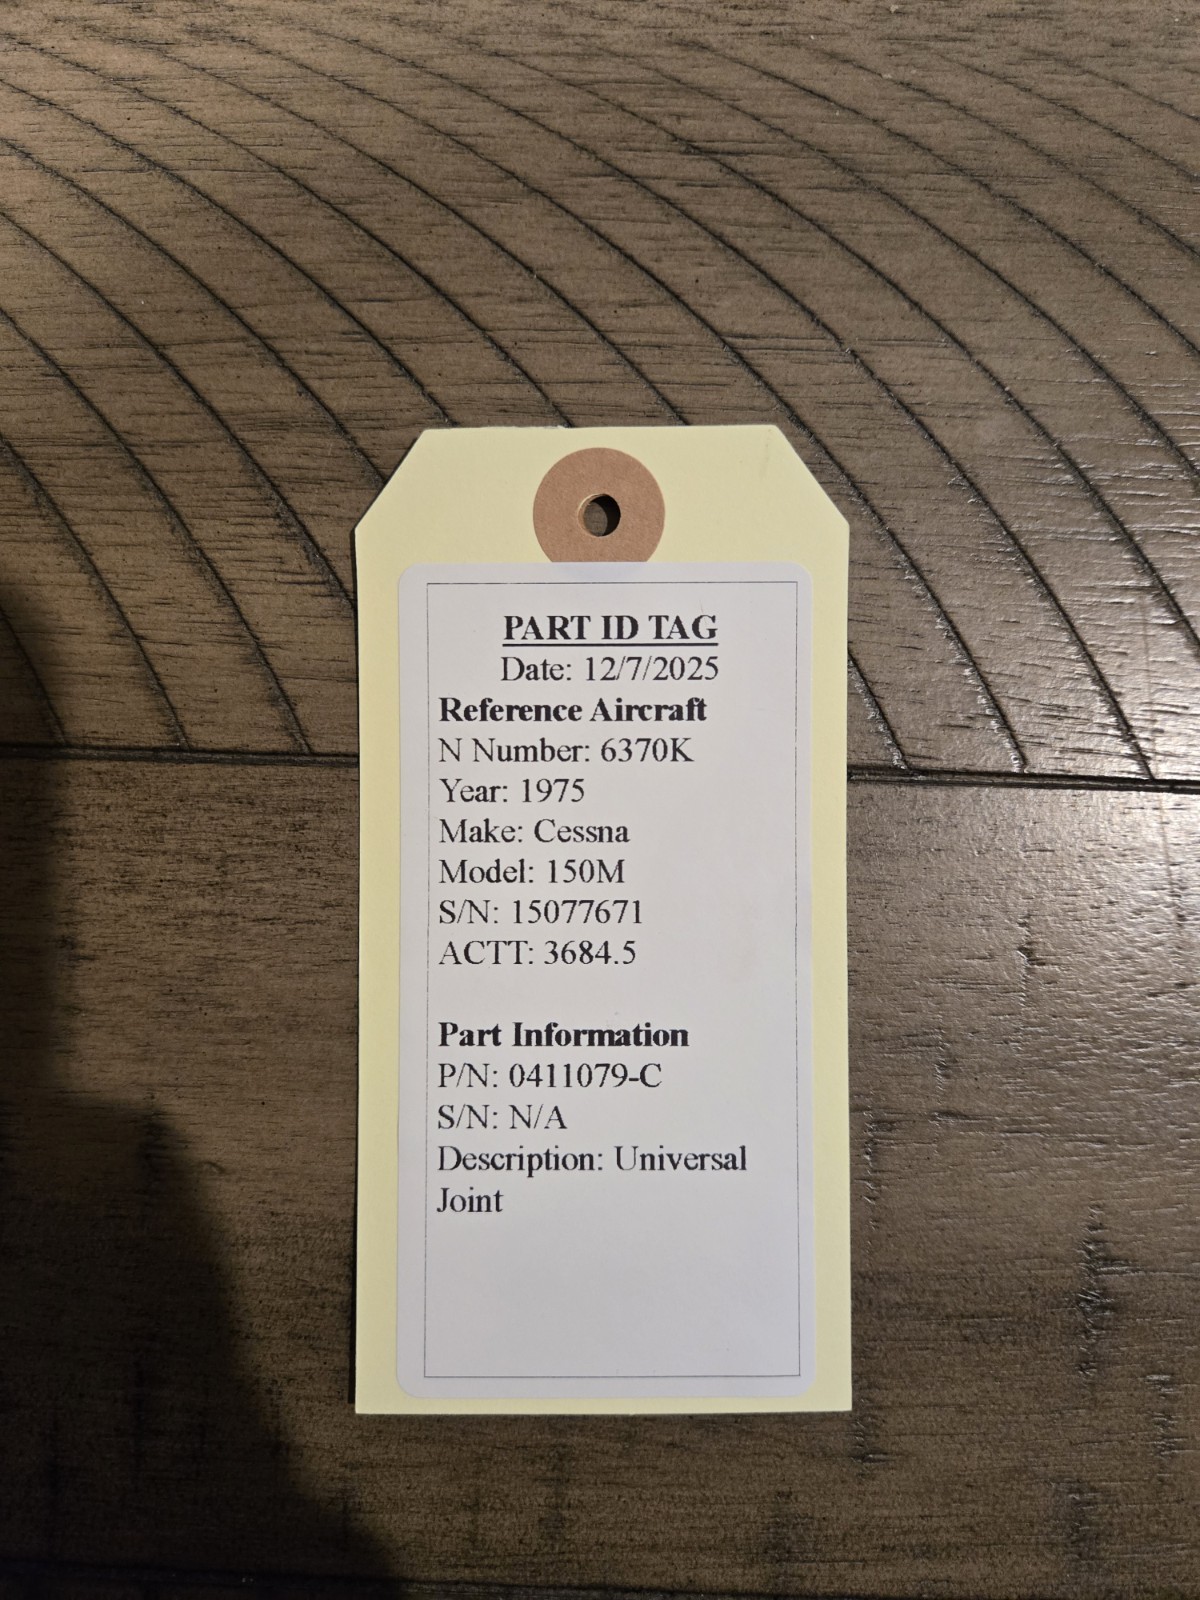 PART ID TAG
Date: 12/7/2025
Reference Aircraft
N Number: 6370K
Year: 1975
Make: Cessna
Model: 150M
S/N: 15077671
ACTT: 3684.5
Part Information
P/N: 0411079-C
S/N: N/A
Description: Universal
Joint